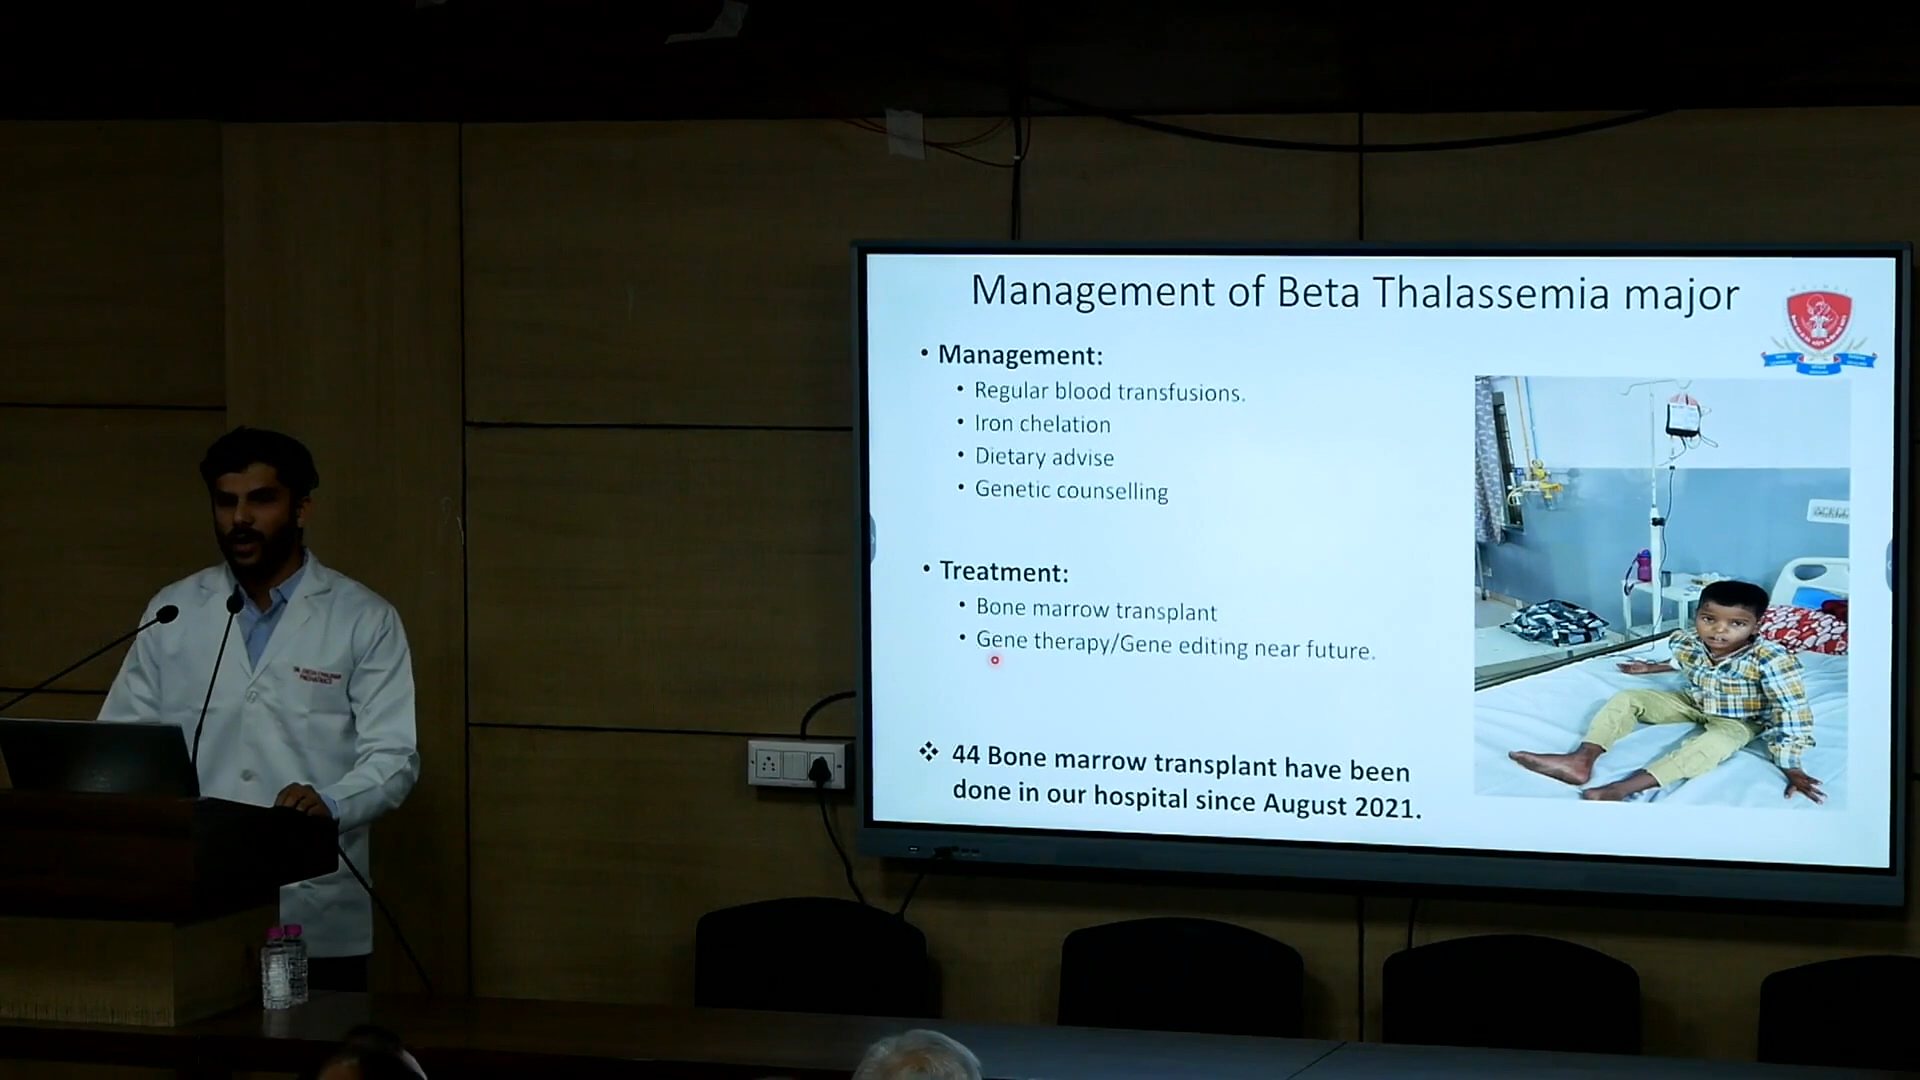 Management of Beta Thalassemia major
• Management:
• Regular blood transfusions.
• Iron chelation
• Dietary advise
• Genetic counselling
• Treatment:
• Bone marrow transplant
• Gene therapy/Gene editing near future.
❖ 44 Bone marrow transplant have been
done in our hospital since August 2021.